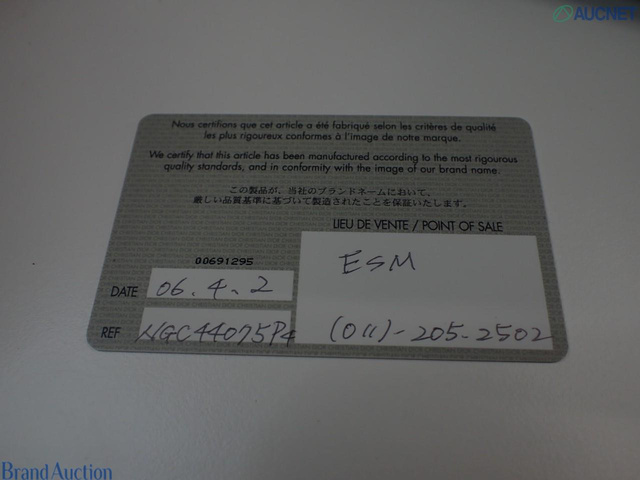 AUCNET
Nous certifions que cet article a été fabriqué selon les critères de qualité
les plus rigoureux conformes à l'image de notre marque.
We certify that this article has been manufactured according to the most rigourous
quality standards, and in conformity with the image of our brand name.
この製品が、当社のブランドネームにおいて、
厳しい品質基準に基づいて製造されたことを保証いたします。
LIEU DE VENTE / POINT OF SALE
00691295
ESM
DATE 06.4.2
REF NGC44075P4
(011)-205-2502
Brand Auction